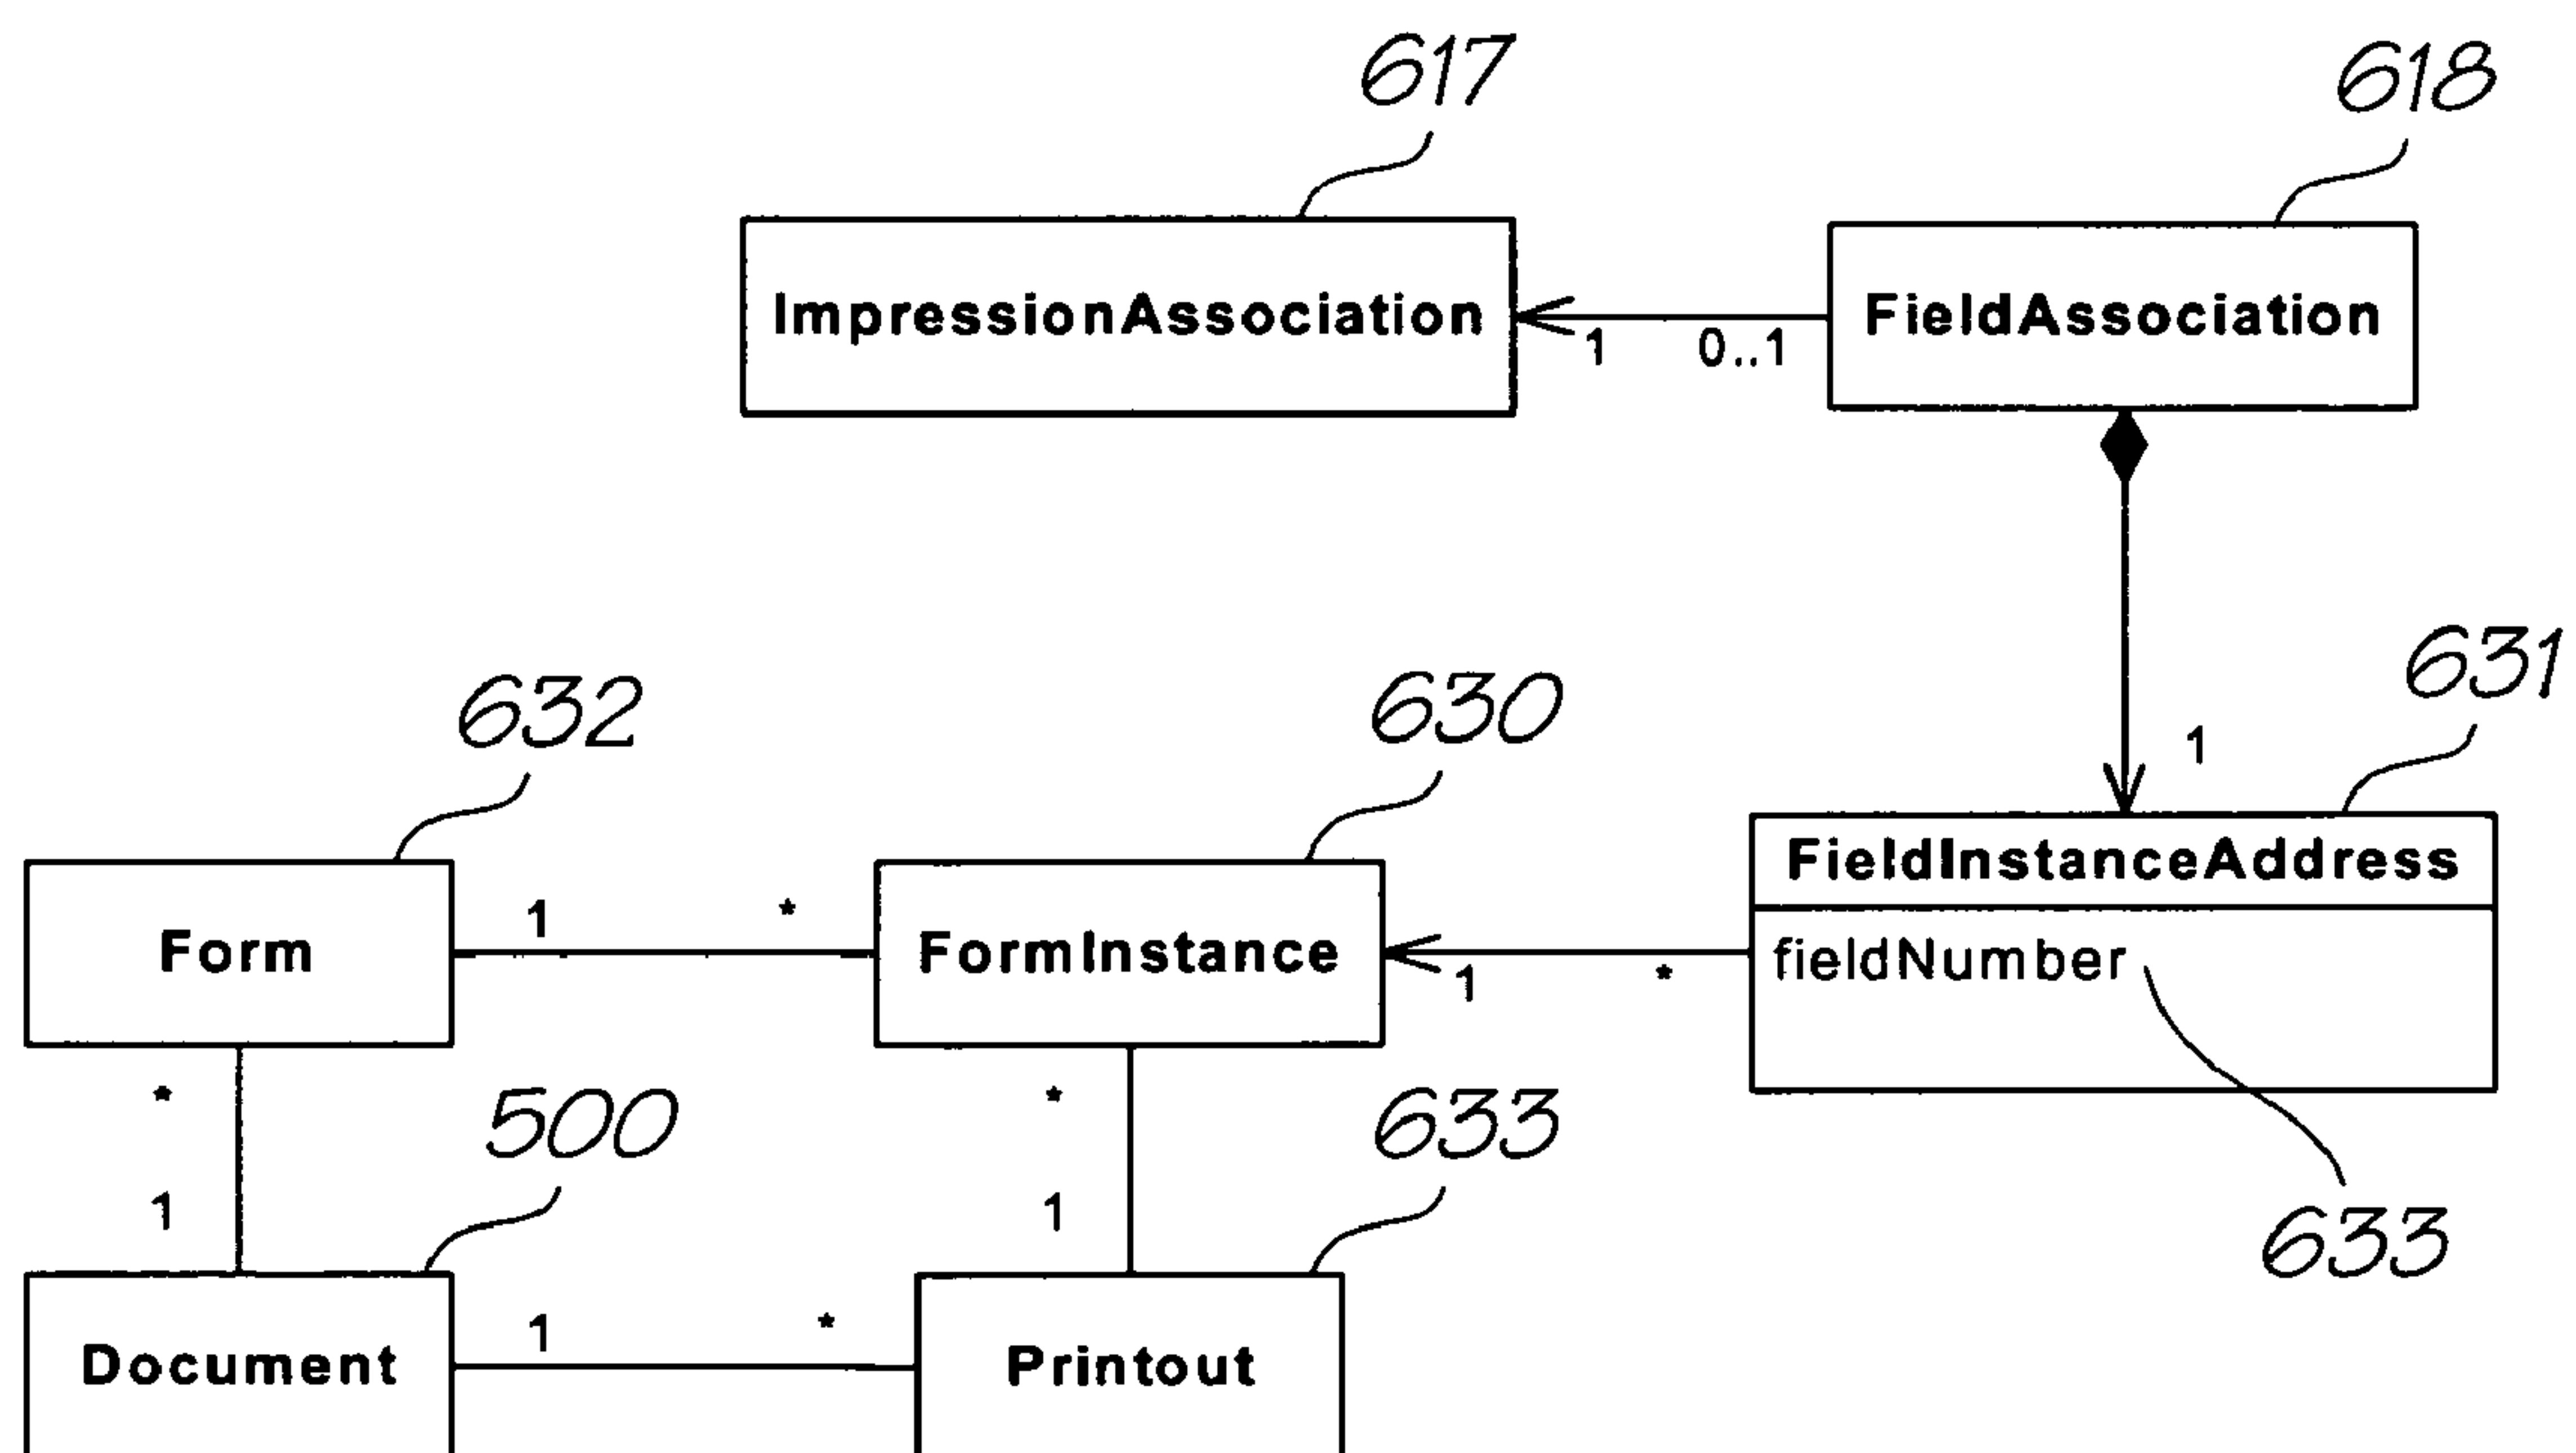 617
618
ImpressionAssociation
FieldAssociation
1
0..1
631
632
630
1
FieldInstanceAddress
1
*
Form
FormInstance
fieldNumber
1
*
*
500
*
633
1
1
633
1
*
Document
Printout